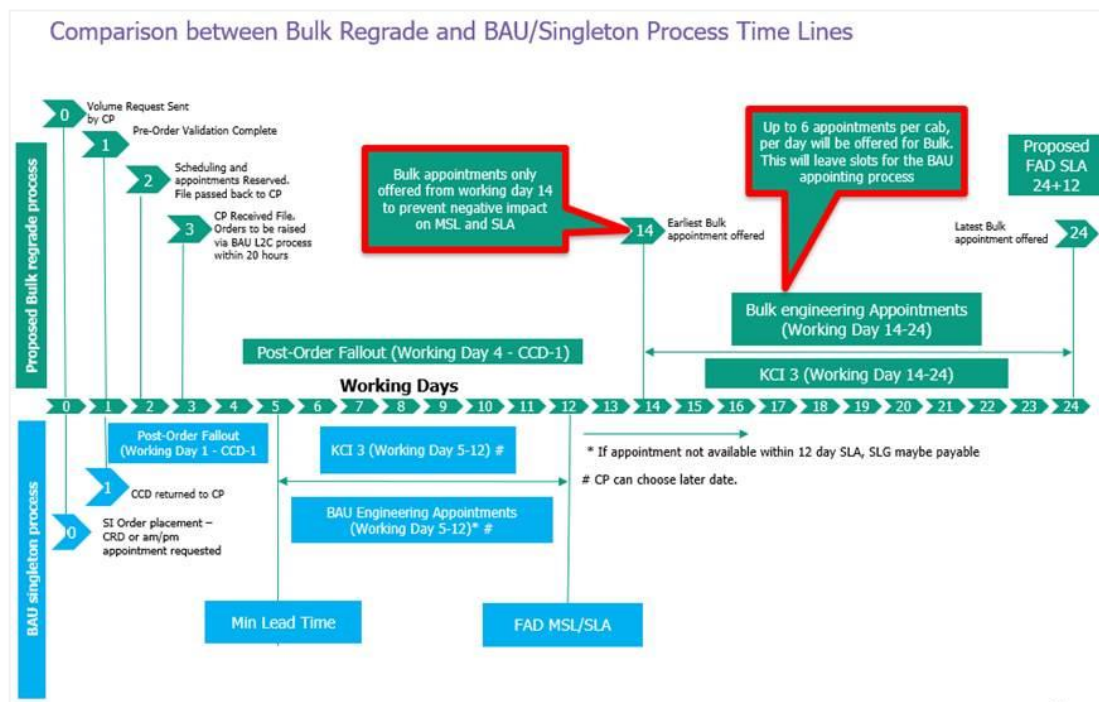 Comparison between Bulk Regrade and BAU/Singleton Process Time Lines
Proposed Bulk regrade process
0
Volume Request Sent
by CP
1
Pre-Order Validation Complete
2
Scheduling and
appointments Reserved.
File passed back to CP
3
CP Received File.
Orders to be raised
via BAU L2C process
within 20 hours
Bulk appointments only
offered from working day 14
to prevent negative impact
on MSL and SLA
14
Earliest Bulk
appointment offered
Up to 6 appointments per cab,
per day will be offered for Bulk.
This will leave slots for the BAU
appointing process
Proposed
FAD SLA
24+12
Latest Bulk
appointment offered
24
Bulk engineering Appointments
(Working Day 14-24)
Post-Order Fallout (Working Day 4 - CCD-1)
KCI 3 (Working Day 14-24)
Working Days
0 1 2 3 4 5 6 7 8 9 10 11 12 13 14 15 16 17 18 19 20 21 22 23 24
BAU singleton process
Post-Order Fallout
(Working Day 1 - CCD-1
KCI 3 (Working Day 5-12) #
* If appointment not available within 12 day SLA, SLG maybe payable
# CP can choose later date.
1
CCD returned to CP
0
SI Order placement –
CRD or am/pm
appointment requested
BAU Engineering Appointments
(Working Day 5-12)* #
Min Lead Time
FAD MSL/SLA